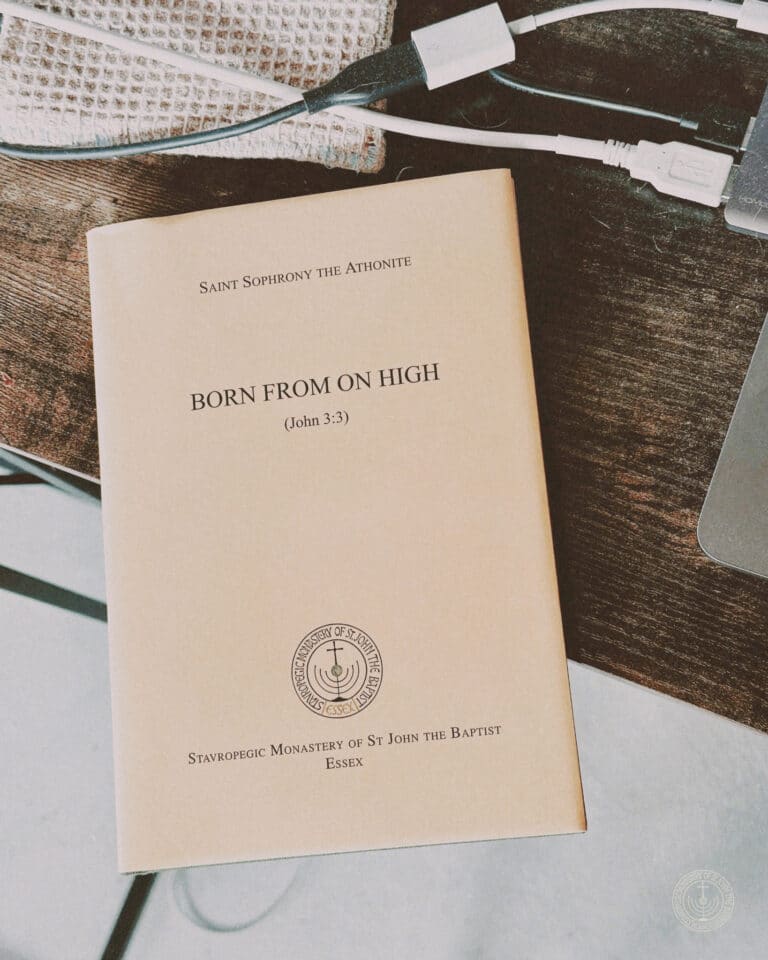 SAINT SOPHRONY THE ATHONITE
BORN FROM ON HIGH
(John 3:3)
STAVROPEGIC MONASTERY OF ST. JOHN THE BAPTIST
ESSEX
STAVROPEGIC MONASTERY OF ST JOHN THE BAPTIST
ESSEX